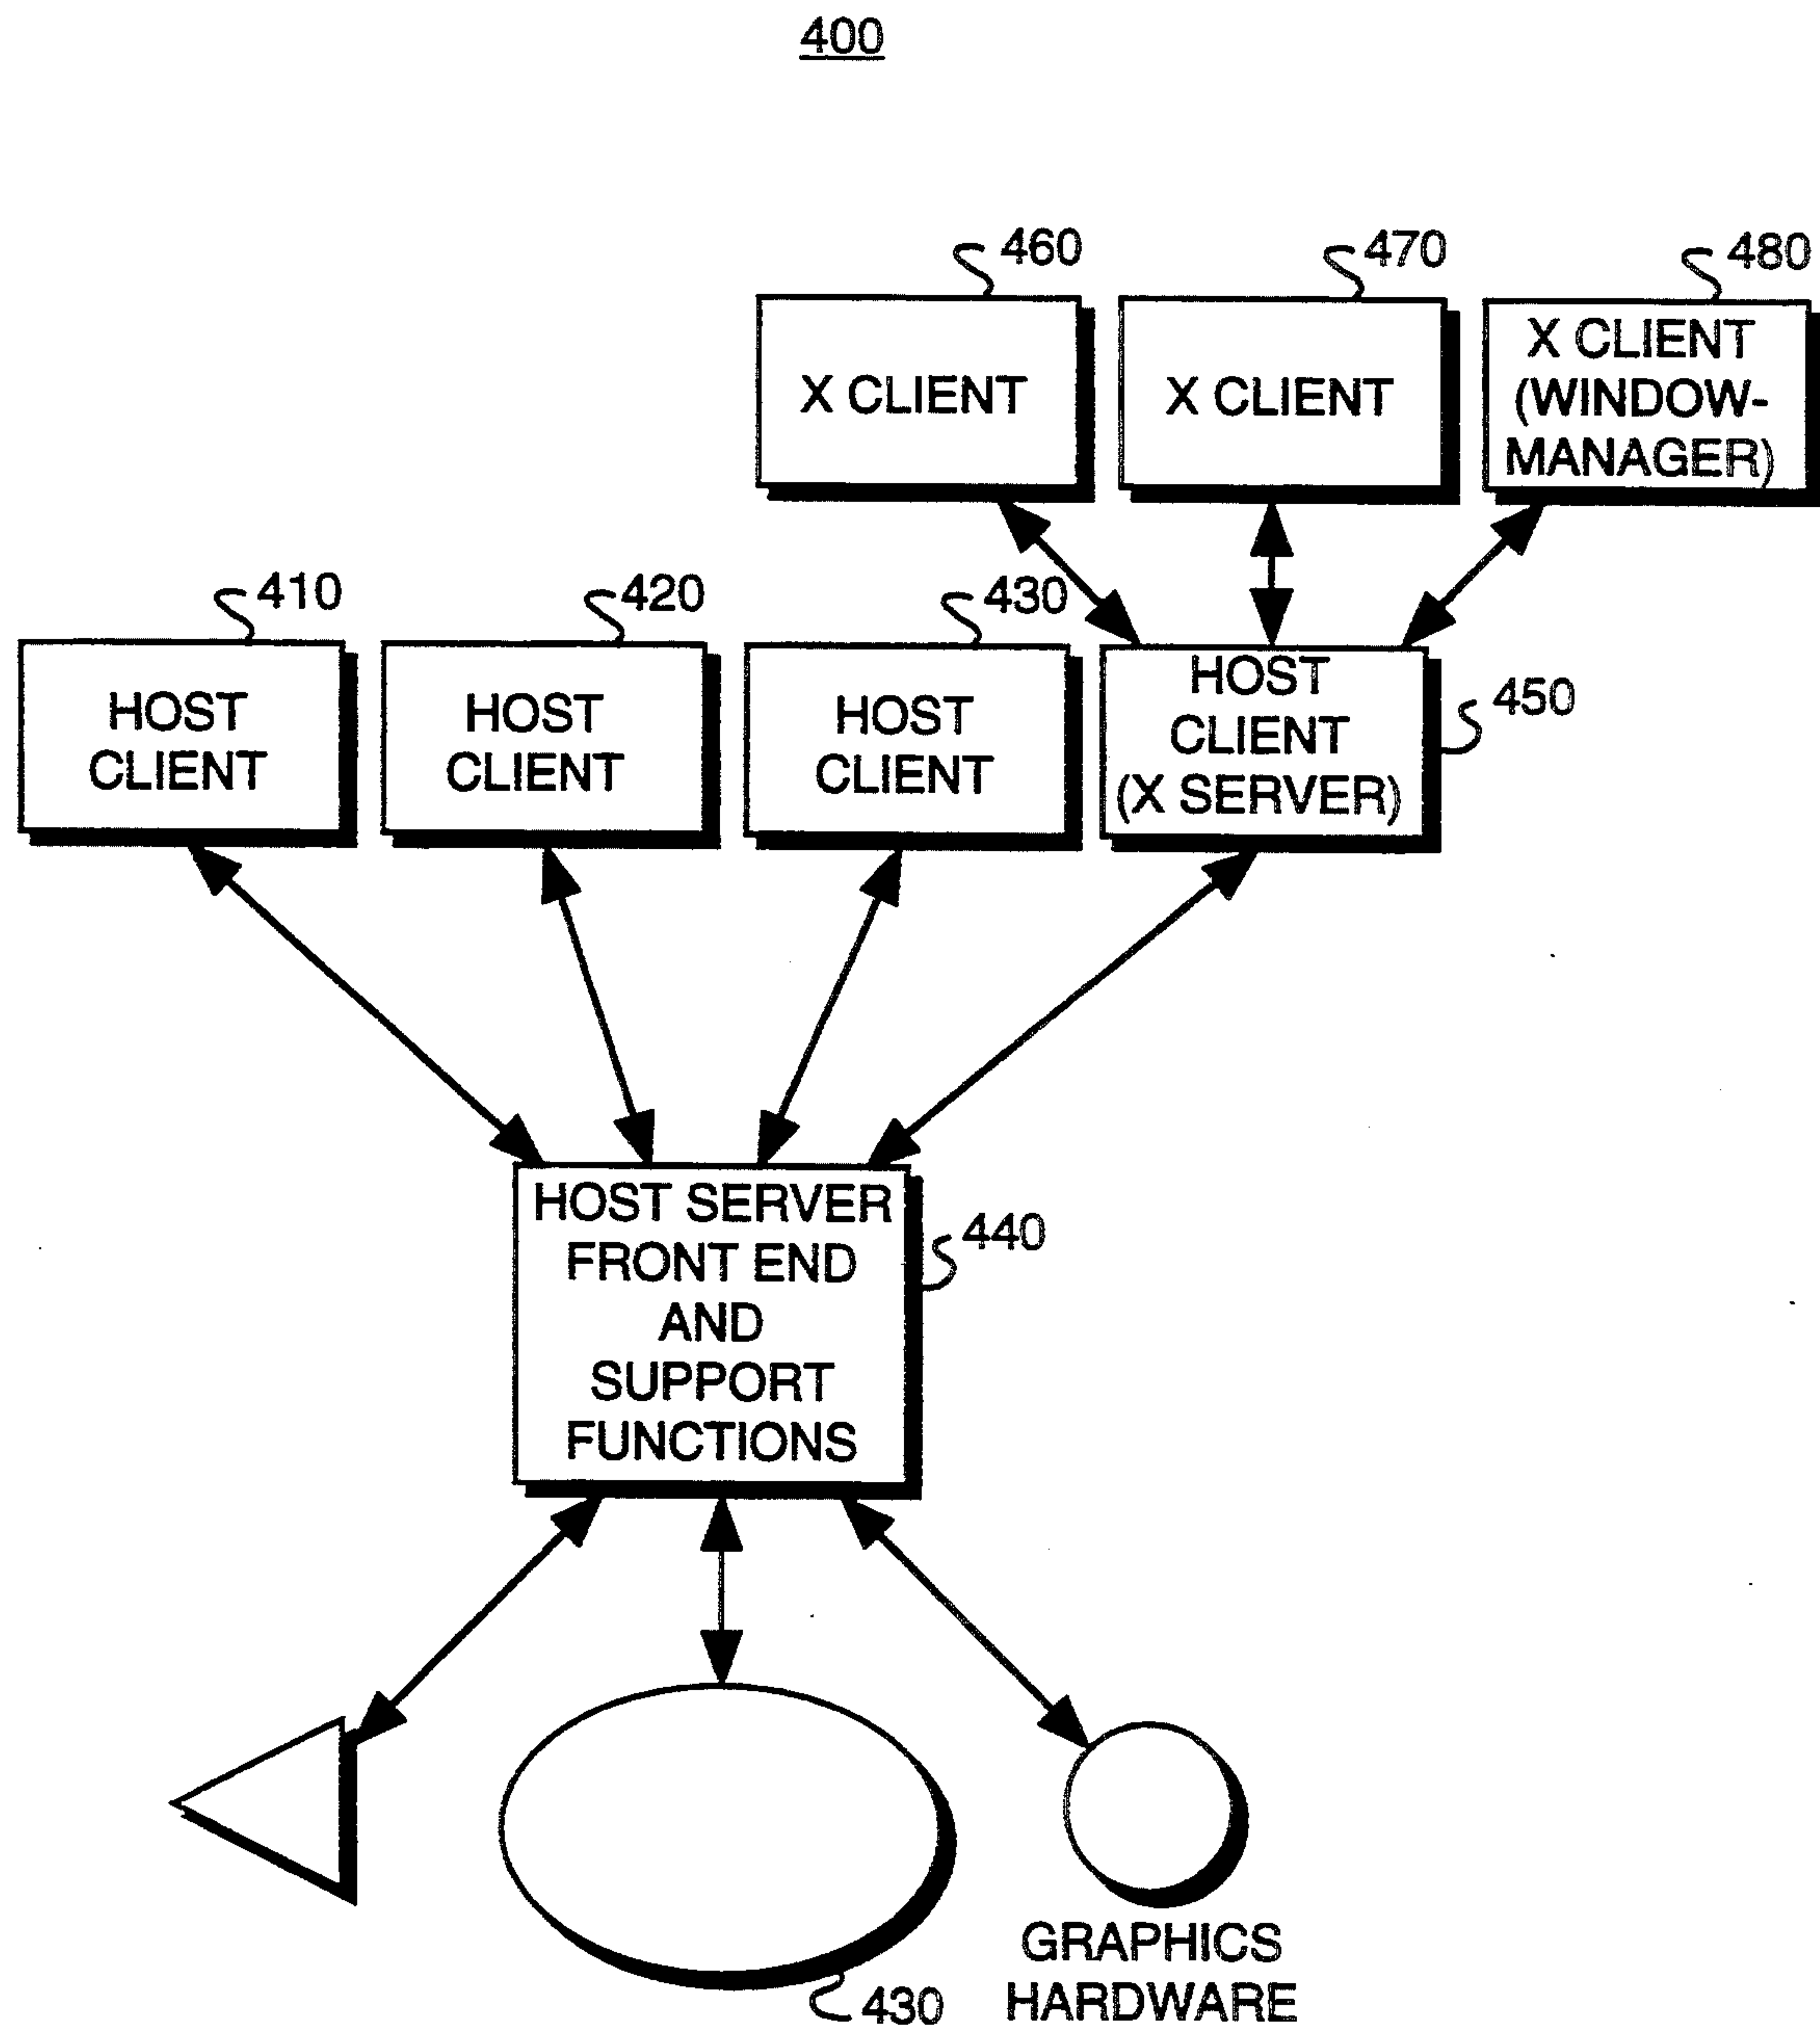 400
460
470
480
X CLIENT
X CLIENT
X CLIENT
(WINDOW-
MANAGER)
410
420
430
HOST
CLIENT
HOST
CLIENT
HOST
CLIENT
HOST
CLIENT
(X SERVER)
450
HOST SERVER
FRONT END
AND
SUPPORT
FUNCTIONS
440
430
GRAPHICS
HARDWARE